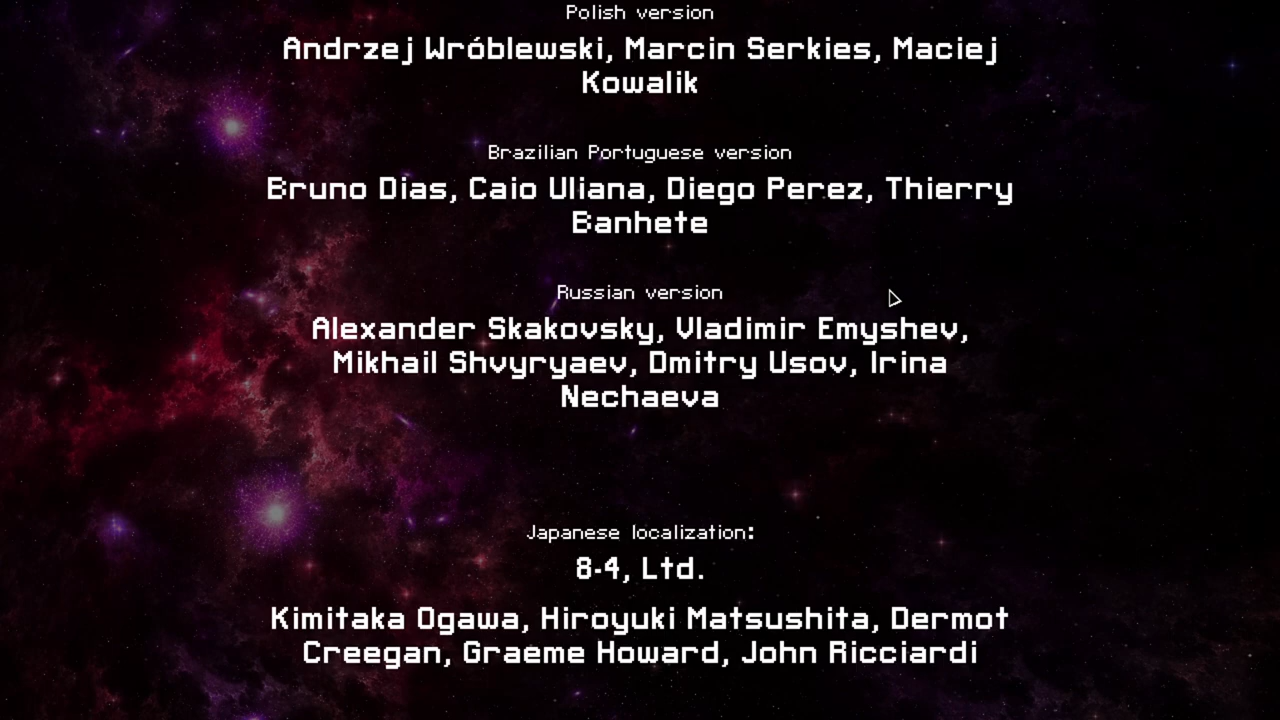 Polish version
Andrzej Wróblewski, Marcin Serkies, Maciej
Kowalik
Brazilian Portuguese version
Bruno Dias, Caio Uliana, Diego Perez, Thierry
Banhete
Russian version
Alexander Skakovsky, Vladimir Emyshev,
Mikhail Shvyryaev, Dmitry Usov, Irina
Nechaeva
Japanese localization:
8-4, Ltd.
Kimitaka Ogawa, Hiroyuki Matsushita, Dermot
Creegan, Graeme Howard, John Ricciardi